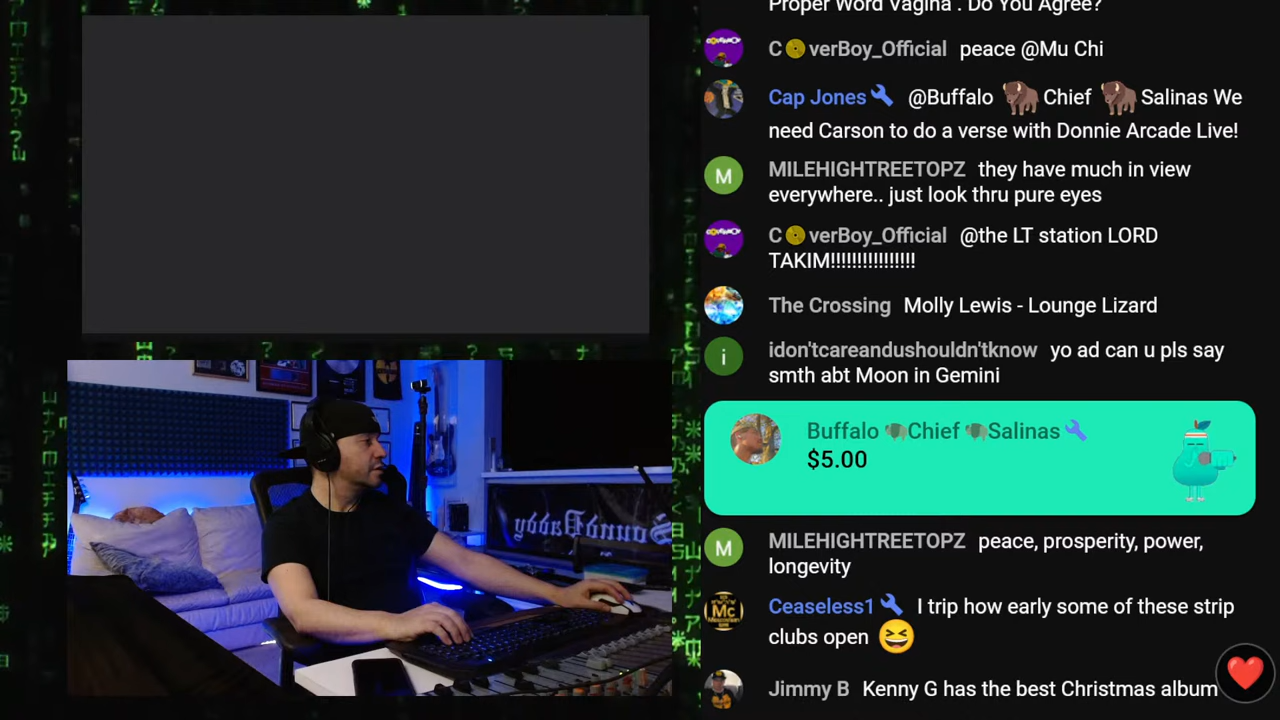 Proper Word Vagina . Do You Agree?
C verBoy_Official peace @Mu Chi
Cap Jones @Buffalo Chief Salinas We
need Carson to do a verse with Donnie Arcade Live!
M MILEHIGHTREETOPZ they have much in view
everywhere.. just look thru pure eyes
C verBoy_Official @the LT station LORD
TAKIM!!!!!!!!!!!!!!!!
The Crossing Molly Lewis - Lounge Lizard
i idon'tcareandushouldn'tknow yo ad can u pls say
smth abt Moon in Gemini
Buffalo Chief Salinas
$5.00
M MILEHIGHTREETOPZ peace, prosperity, power,
longevity
Mc Ceaseless1 I trip how early some of these strip
clubs open
Jimmy B Kenny G has the best Christmas album
SoundDaddy